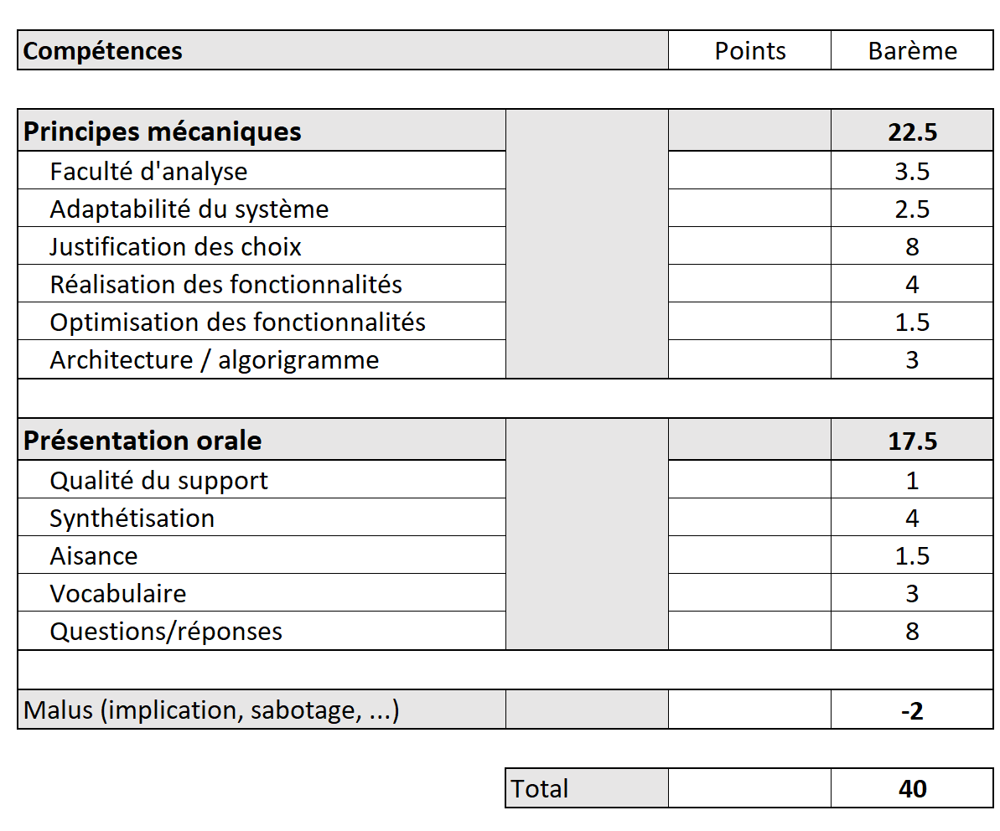 Compétences Points Barème
Principes mécaniques 22.5
Faculté d'analyse 3.5
Adaptabilité du système 2.5
Justification des choix 8
Réalisation des fonctionnalités 4
Optimisation des fonctionnalités 1.5
Architecture / algorigramme 3
Présentation orale 17.5
Qualité du support 1
Synthétisation 4
Aisance 1.5
Vocabulaire 3
Questions/réponses 8
Malus (implication, sabotage, ...) -2
Total 40